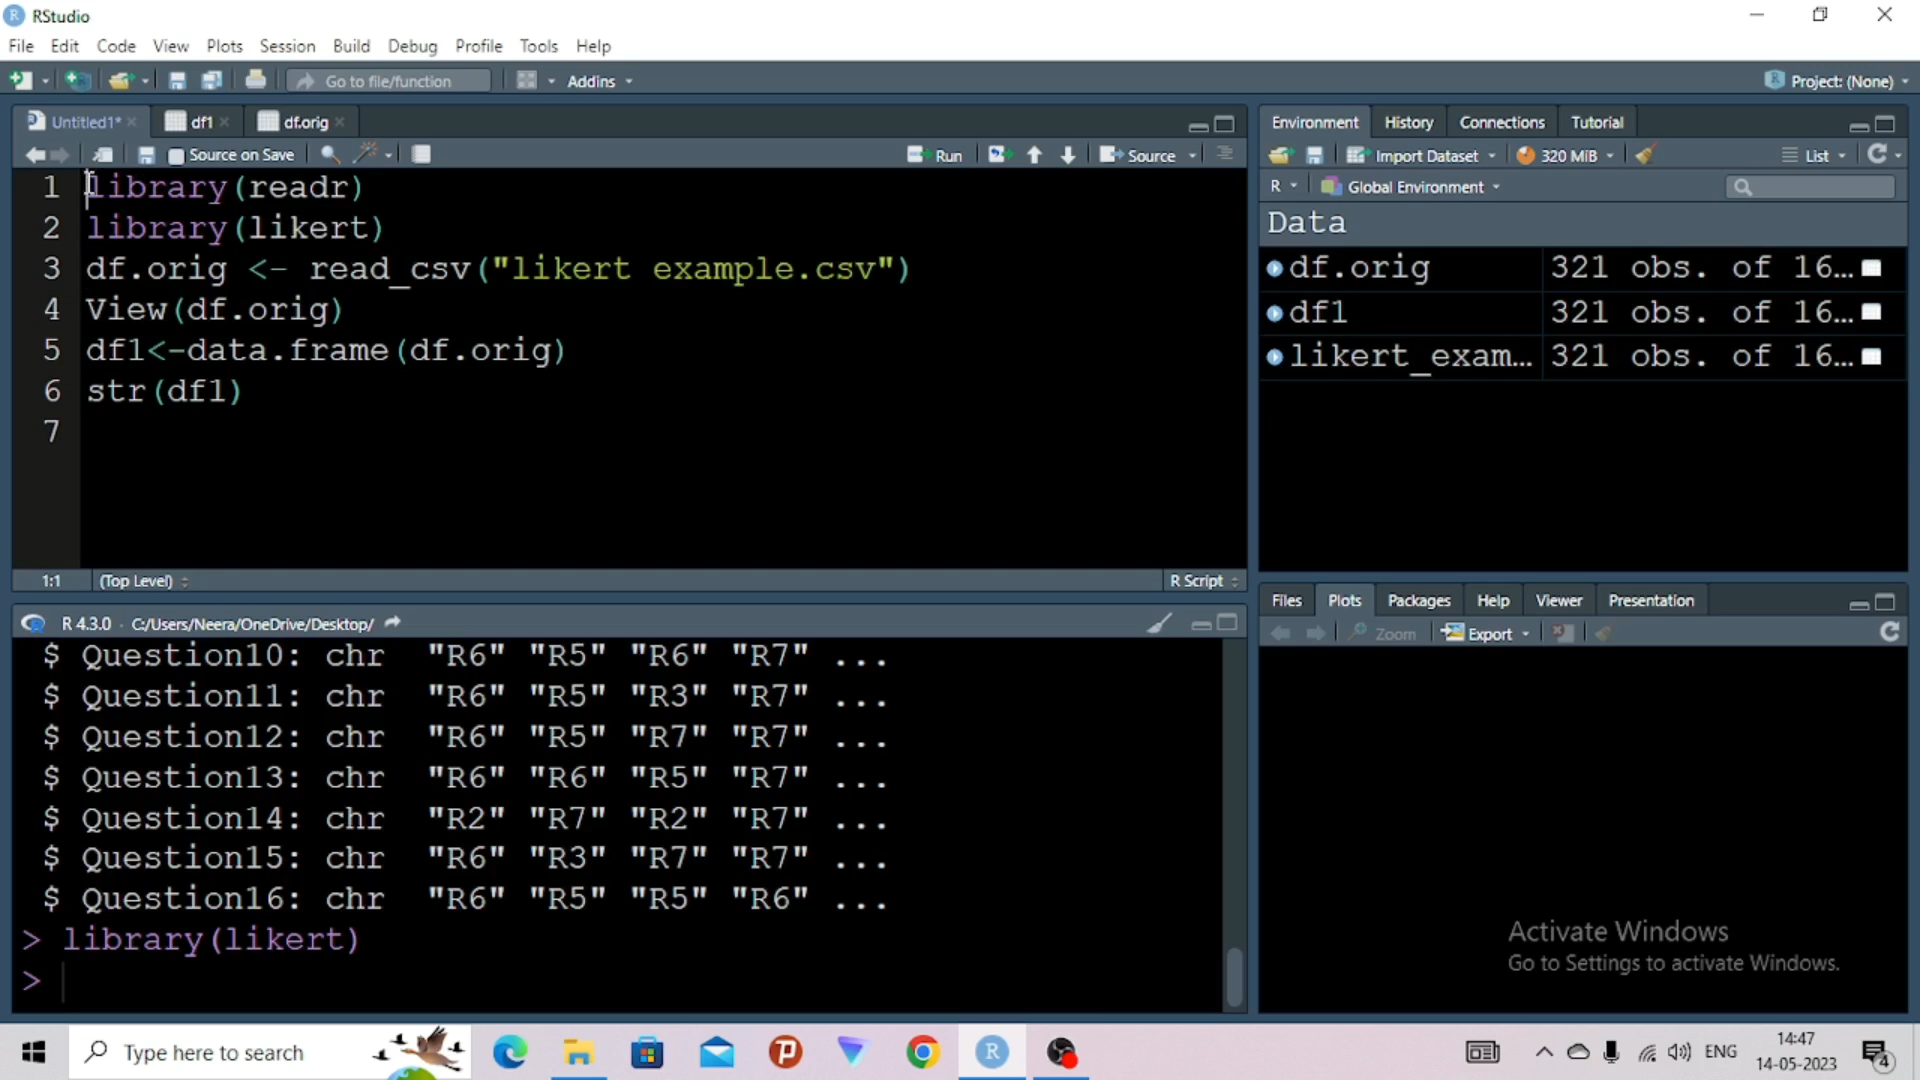 RStudio
File Edit Code View Plots Session Build Debug Profile Tools Help
Go to file/function Addins Project: (None)
Untitled1* df1 df.orig
Source on Save Run Source
1 library(readr)
2 library(likert)
3 df.orig <- read_csv("likert example.csv")
4 View(df.orig)
5 df1<-data.frame(df.orig)
6 str(df1)
7
1:1 (Top Level) R Script
R 4.3.0 · C:/Users/Neera/OneDrive/Desktop/
$ Question10: chr "R6" "R5" "R6" "R7" ...
$ Question11: chr "R6" "R5" "R3" "R7" ...
$ Question12: chr "R6" "R5" "R7" "R7" ...
$ Question13: chr "R6" "R6" "R5" "R7" ...
$ Question14: chr "R2" "R7" "R2" "R7" ...
$ Question15: chr "R6" "R3" "R7" "R7" ...
$ Question16: chr "R6" "R5" "R5" "R6" ...
> library(likert)
>
Environment History Connections Tutorial
Import Dataset 320 MiB List
R Global Environment
Data
df.orig 321 obs. of 16…
df1 321 obs. of 16…
likert_exam… 321 obs. of 16…
Files Plots Packages Help Viewer Presentation
Zoom Export
Activate Windows
Go to Settings to activate Windows.
Type here to search
ENG
14:47
14-05-2023
4